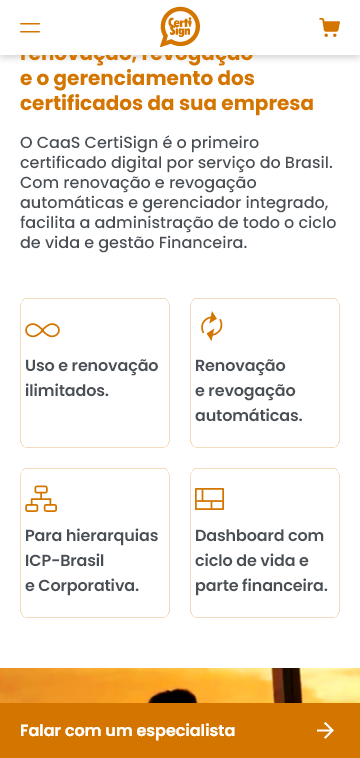 Certi
Sign
renovação, revogação
e o gerenciamento dos
certificados da sua empresa
O CaaS CertiSign é o primeiro
certificado digital por serviço do Brasil.
Com renovação e revogação
automáticas e gerenciador integrado,
facilita a administração de todo o ciclo
de vida e gestão Financeira.
Uso e renovação
ilimitados.
Renovação
e revogação
automáticas.
Para hierarquias
ICP-Brasil
e Corporativa.
Dashboard com
ciclo de vida e
parte financeira.
Falar com um especialista